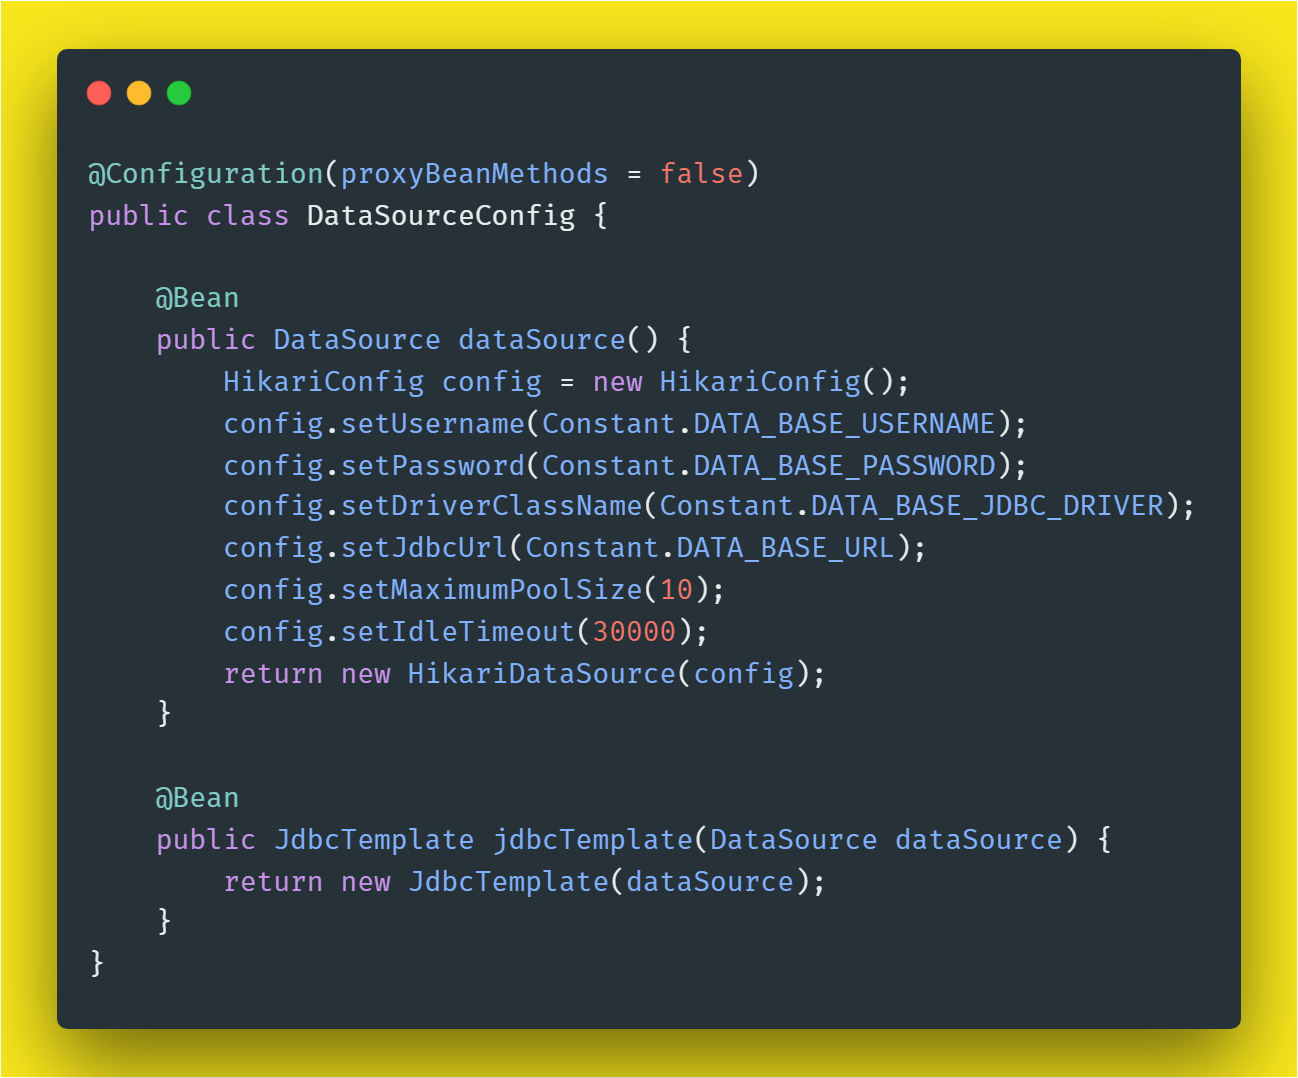 @Configuration(proxyBeanMethods = false)
public class DataSourceConfig {
@Bean
public DataSource dataSource() {
HikariConfig config = new HikariConfig();
config.setUsername(Constant.DATA_BASE_USERNAME);
config.setPassword(Constant.DATA_BASE_PASSWORD);
config.setDriverClassName(Constant.DATA_BASE_JDBC_DRIVER);
config.setJdbcUrl(Constant.DATA_BASE_URL);
config.setMaximumPoolSize(10);
config.setIdleTimeout(30000);
return new HikariDataSource(config);
}
@Bean
public JdbcTemplate jdbcTemplate(DataSource dataSource) {
return new JdbcTemplate(dataSource);
}
}